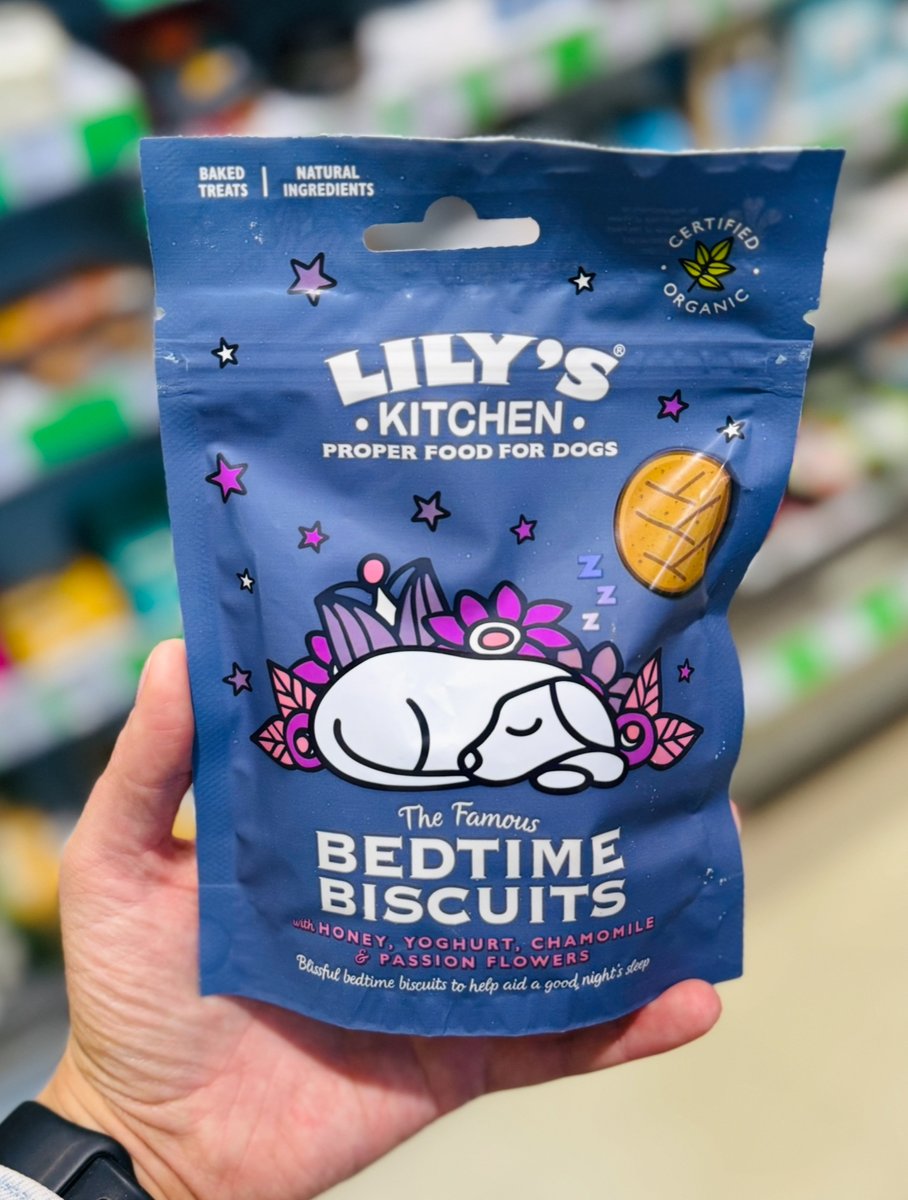 BAKED TREATS | NATURAL INGREDIENTS
CERTIFIED ORGANIC
LILY'S®
• KITCHEN •
PROPER FOOD FOR DOGS
Z
Z
Z
The Famous
BEDTIME
BISCUITS
with HONEY, YOGHURT, CHAMOMILE
& PASSION FLOWERS
Blissful bedtime biscuits to help aid a good night's sleep